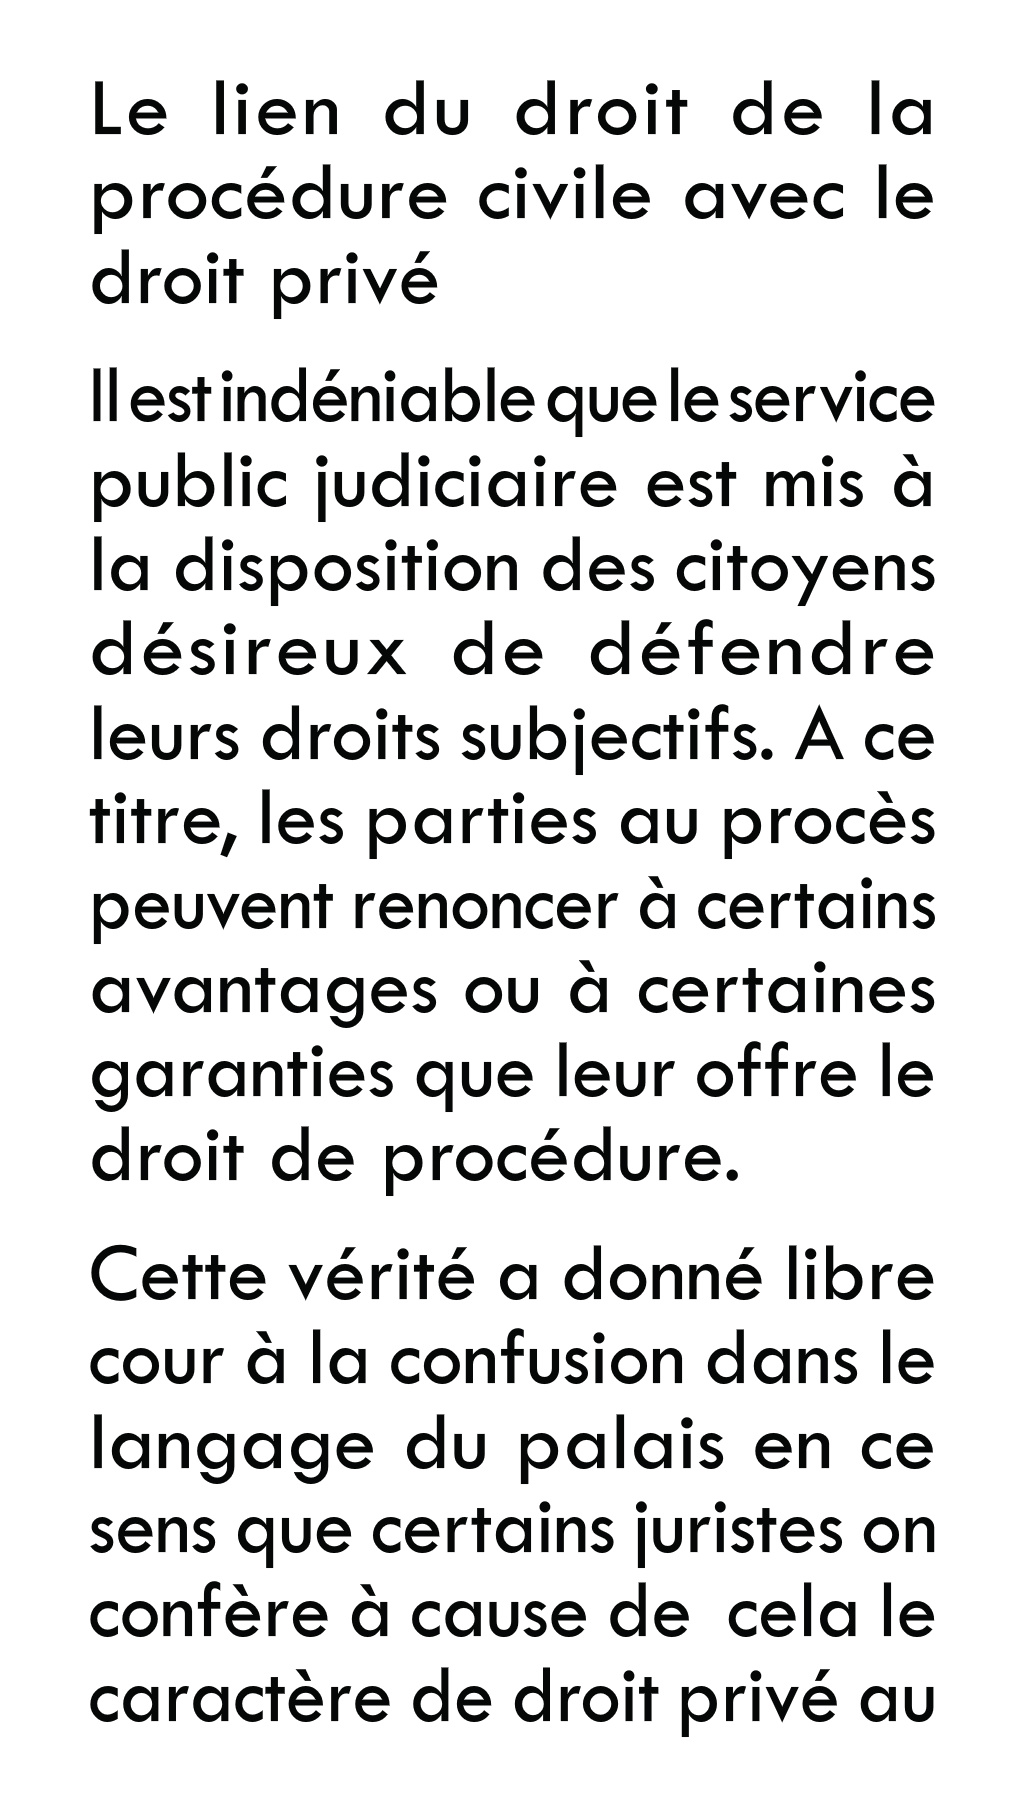 Le lien du droit de la
procédure civile avec le
droit privé
Il est indéniable que le service
public judiciaire est mis à
la disposition des citoyens
désireux de défendre
leurs droits subjectifs. A ce
titre, les parties au procès
peuvent renoncer à certains
avantages ou à certaines
garanties que leur offre le
droit de procédure.
Cette vérité a donné libre
cour à la confusion dans le
langage du palais en ce
sens que certains juristes on
confère à cause de  cela le
caractère de droit privé au